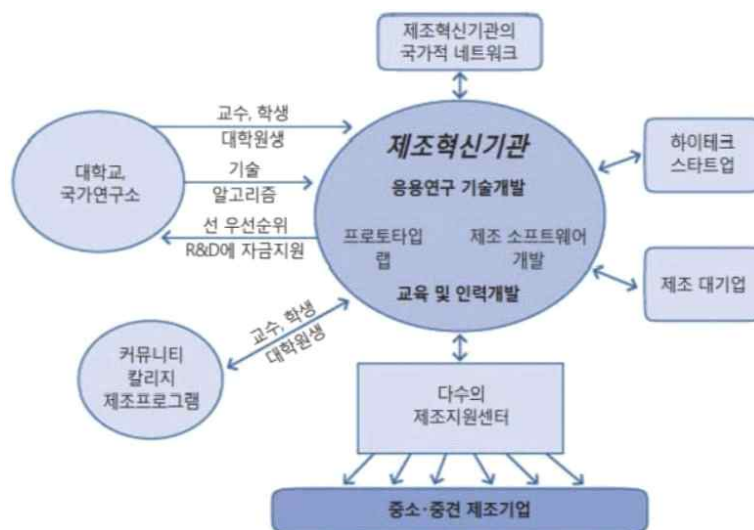 제조혁신기관의
국가적 네트워크
교수, 학생
대학원생
대학교,
국가연구소
기술
알고리즘
선 우선순위
R&D에 자금지원
제조혁신기관
응용연구 기술개발
프로토타입
랩
제조 소프트웨어
개발
교육 및 인력개발
하이테크
스타트업
제조 대기업
교수, 학생
대학원생
커뮤니티
칼리지
제조프로그램
다수의
제조지원센터
중소·중견 제조기업